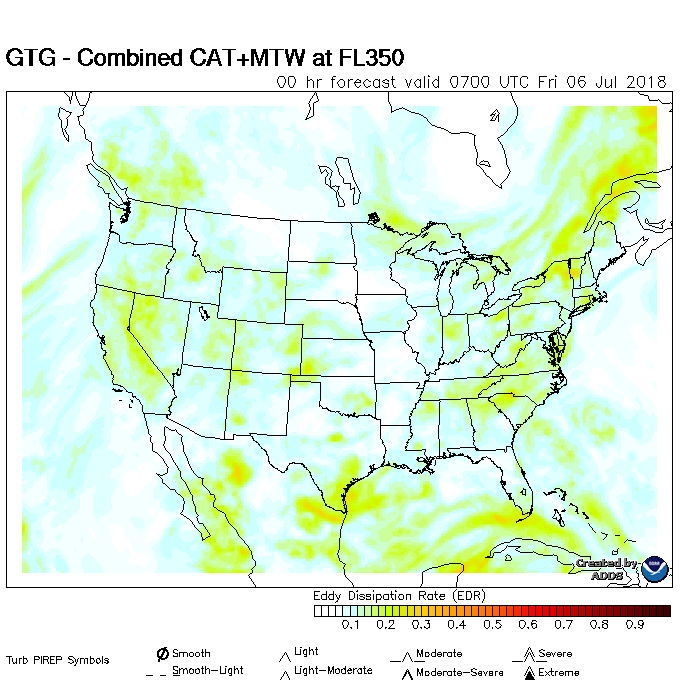 GTG - Combined CAT+MTW at FL350
00 hr forecast valid 0700 UTC Fri 06 Jul 2018
Created by
ADDS
Eddy Dissipation Rate (EDR)
0.1 0.2 0.3 0.4 0.5 0.6 0.7 0.8 0.9
Turb PIREP Symbols
Smooth Light Moderate Severe
Smooth-Light Light-Moderate Moderate-Severe Extreme